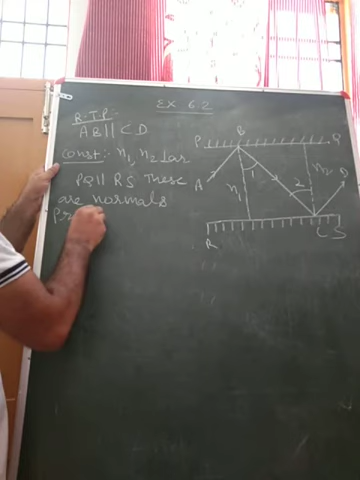 EX 6.2
R.T.P:-
AB || CD
Const:- n₁, n₂ lar
PQ || RS These
are normals
P B Q
n₂
A n₁ 1 2 D
R C S